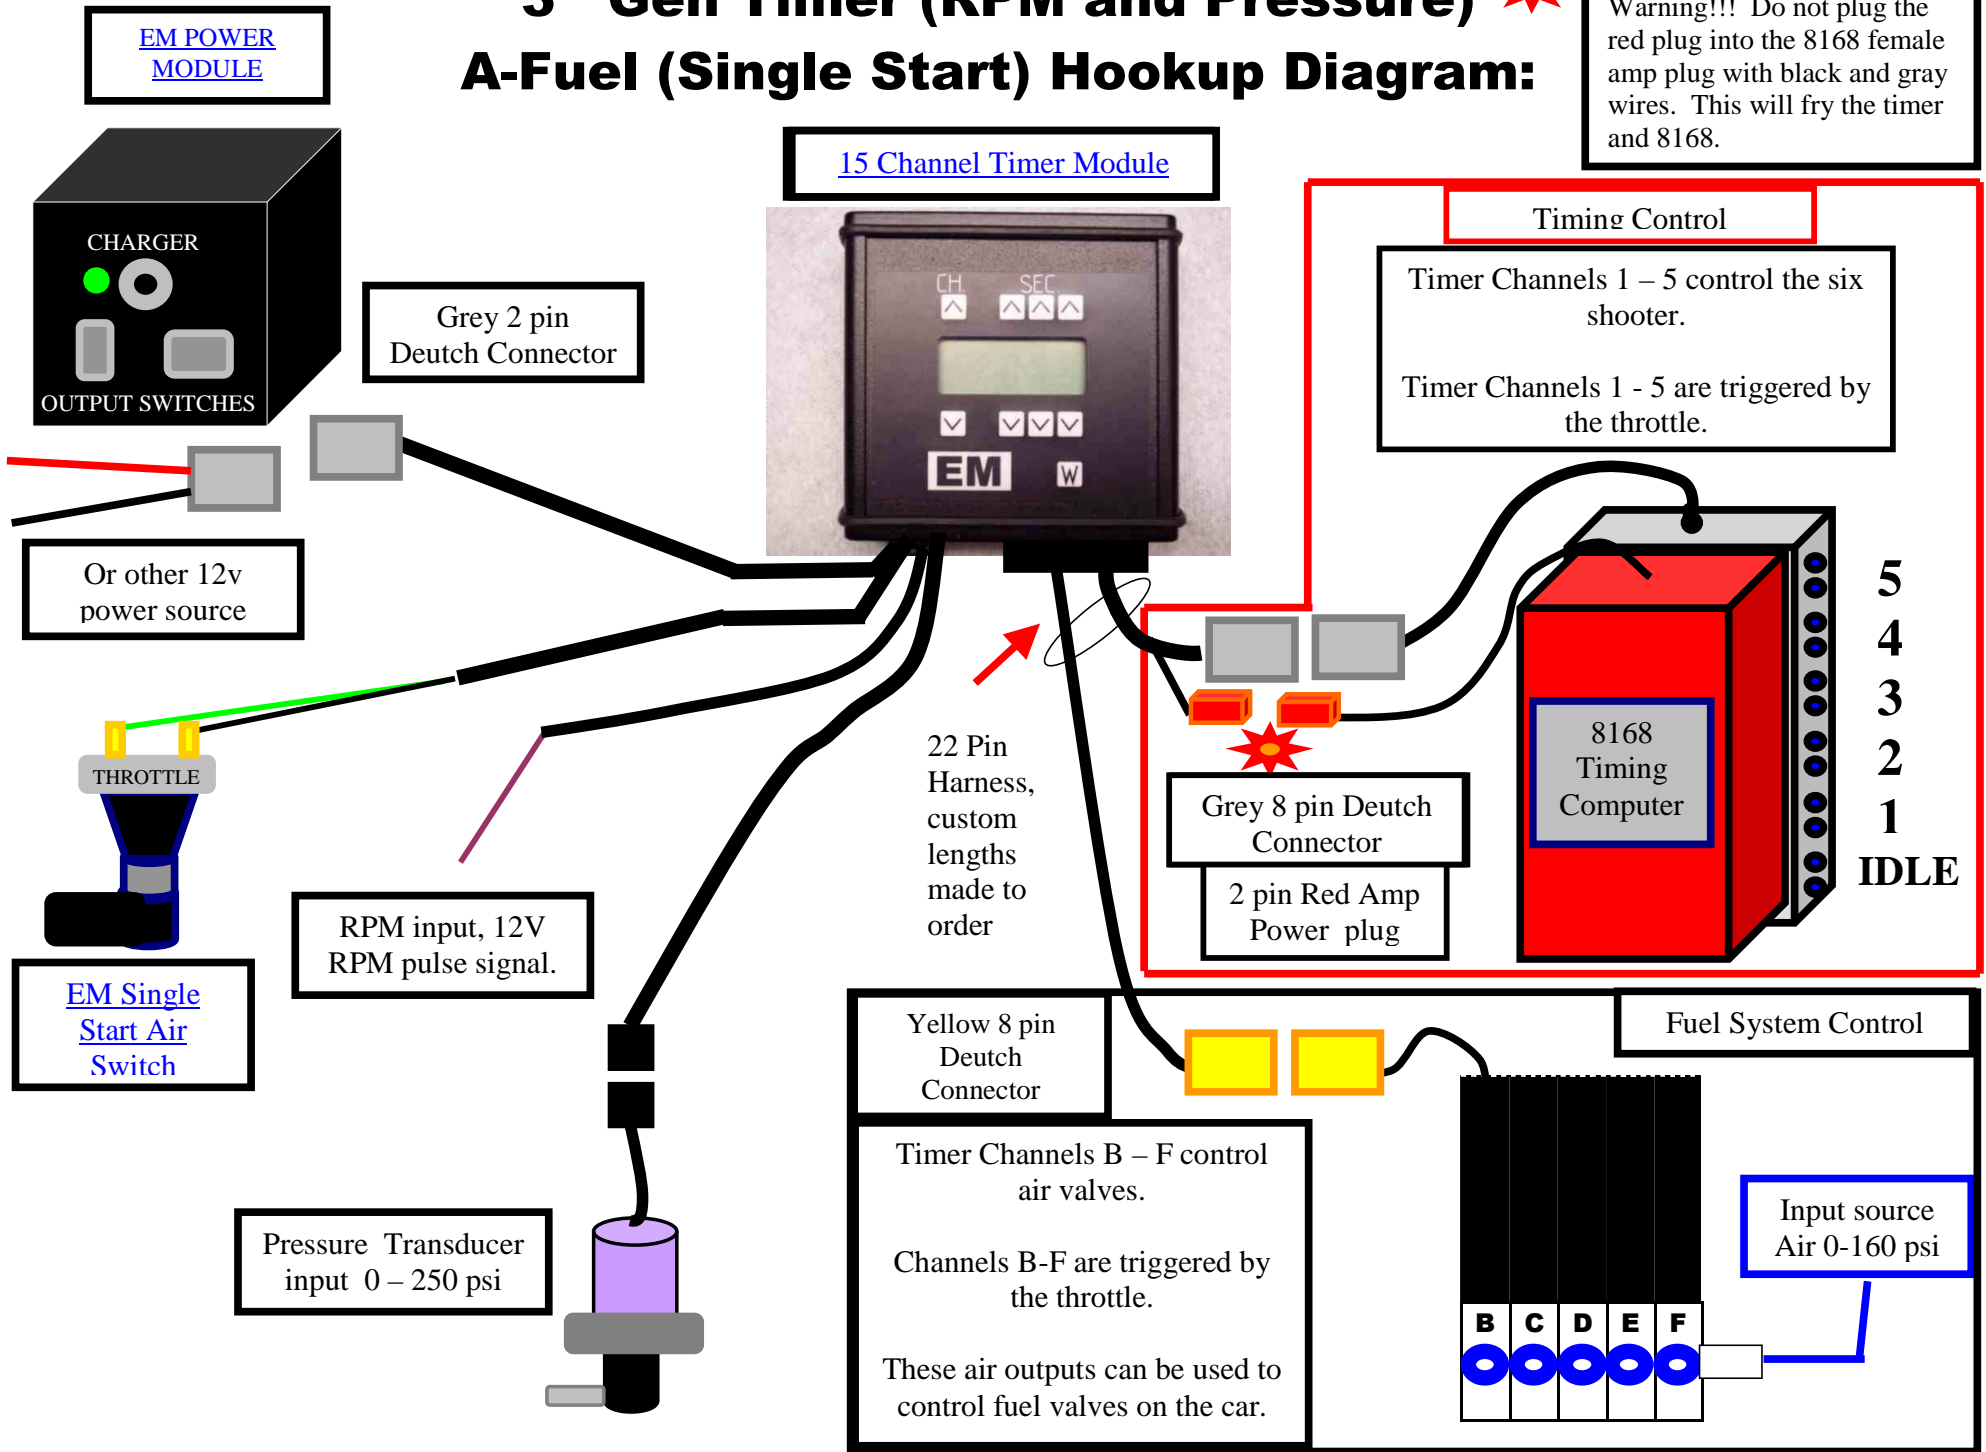 3 Gen Timer (RPM and Pressure)
A-Fuel (Single Start) Hookup Diagram:
Warning!!! Do not plug the
red plug into the 8168 female
amp plug with black and gray
wires. This will fry the timer
and 8168.
EM POWER
MODULE
CHARGER
OUTPUT SWITCHES
Grey 2 pin
Deutch Connector
Or other 12v
power source
15 Channel Timer Module
CH.
SEC.
EM
W
Timing Control
Timer Channels 1 – 5 control the six
shooter.
Timer Channels 1 - 5 are triggered by
the throttle.
5
4
3
2
1
IDLE
8168
Timing
Computer
Grey 8 pin Deutch
Connector
2 pin Red Amp
Power plug
22 Pin
Harness,
custom
lengths
made to
order
THROTTLE
EM Single
Start Air
Switch
RPM input, 12V
RPM pulse signal.
Pressure Transducer
input 0 – 250 psi
Yellow 8 pin
Deutch
Connector
Fuel System Control
Timer Channels B – F control
air valves.
Channels B-F are triggered by
the throttle.
These air outputs can be used to
control fuel valves on the car.
Input source
Air 0-160 psi
B C D E F